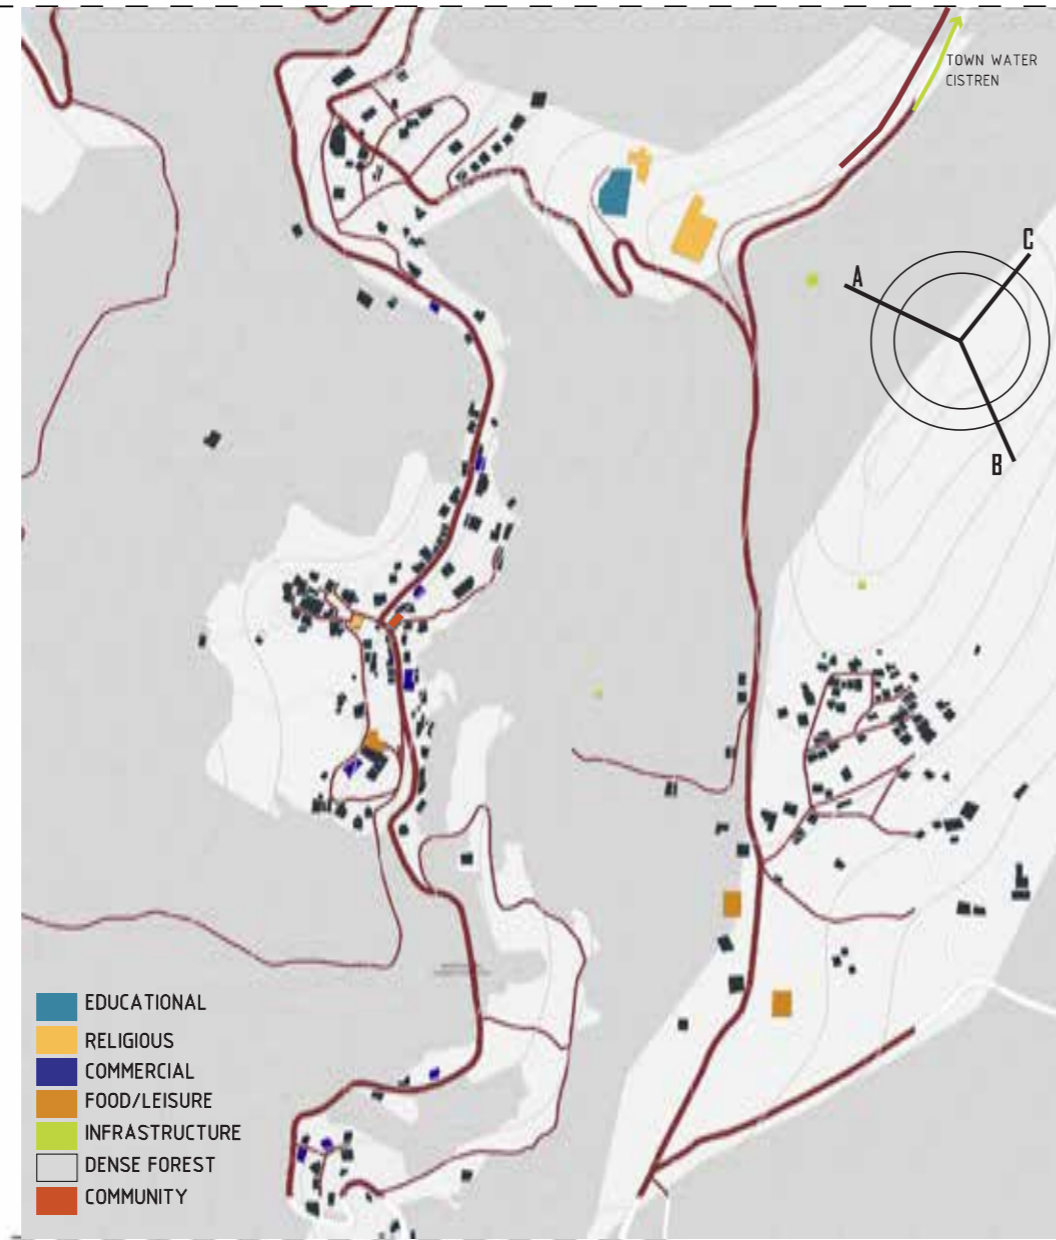 TOWN WATER
CISTREN
C
A
B
EDUCATIONAL
RELIGIOUS
COMMERCIAL
FOOD/LEISURE
INFRASTRUCTURE
DENSE FOREST
COMMUNITY